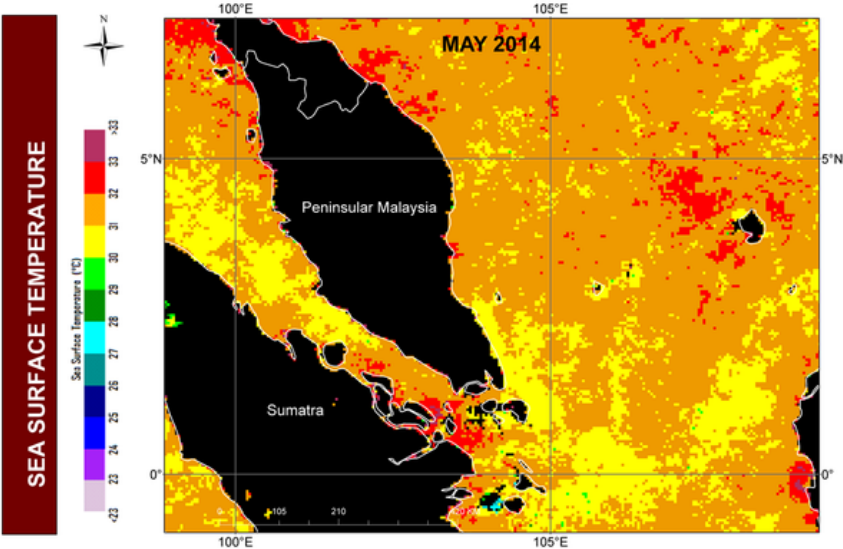 100°E
105°E
N
MAY 2014
SEA SURFACE TEMPERATURE
Sea Surface Temperature (°C)
>33
33
32
31
30
29
28
27
26
25
24
23
<23
5°N
5°N
Peninsular Malaysia
Sumatra
0°
0°
0
105
210
100°E
105°E